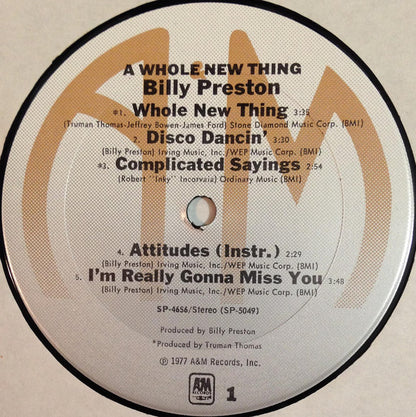 A WHOLE NEW THING
Billy Preston
*1. Whole New Thing 3:35
(Truman Thomas-Jeffrey Bowen-James Ford) Stone Diamond Music Corp. (BMI)
2. Disco Dancin' 3:30
(Billy Preston) Irving Music, Inc./WEP Music Corp. (BMI)
*3. Complicated Sayings 2:54
(Robert "Inky" Incorvaia) Ordinary Music (BMI)
4. Attitudes (Instr.) 2:29
(Billy Preston) Irving Music, Inc./WEP Music Corp. (BMI)
5. I'm Really Gonna Miss You 3:48
(Billy Preston) Irving Music, Inc./WEP Music Corp. (BMI)
SP-4656/Stereo (SP-5049)
Produced by Billy Preston
*Produced by Truman Thomas
℗ 1977 A&M Records, Inc.
A&M RECORDS 1